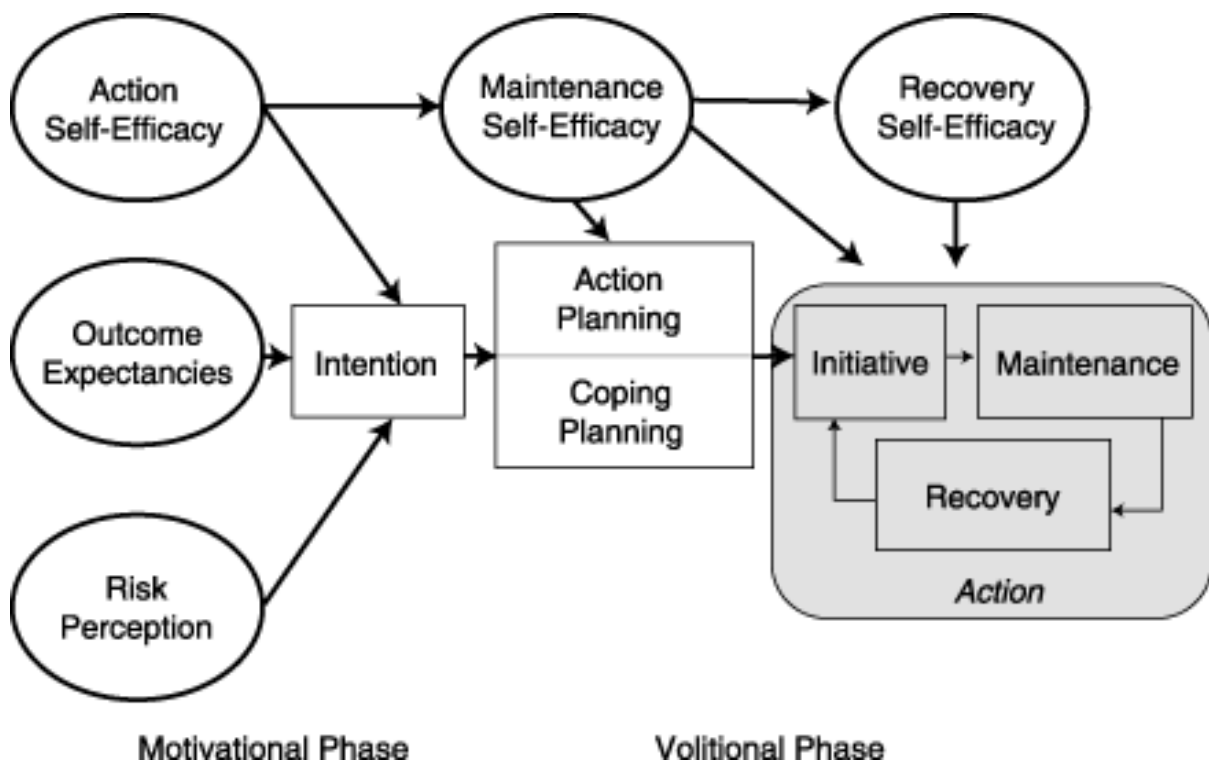 Action
Self-Efficacy
Maintenance
Self-Efficacy
Recovery
Self-Efficacy
Outcome
Expectancies
Intention
Action
Planning
Coping
Planning
Initiative
Maintenance
Recovery
Action
Risk
Perception
Motivational Phase
Volitional Phase